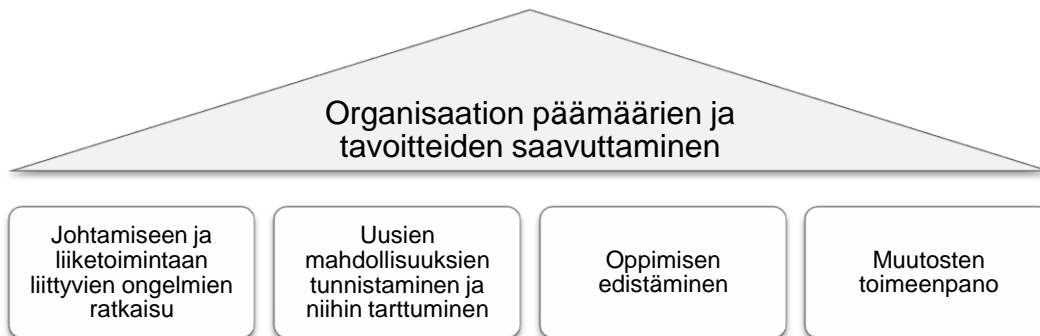 Organisaation päämäärien ja
tavoitteiden saavuttaminen
Johtamiseen ja
liiketoimintaan
liittyvien ongelmien
ratkaisu
Uusien
mahdollisuuksien
tunnistaminen ja
niihin tarttuminen
Oppimisen
edistäminen
Muutosten
toimeenpano